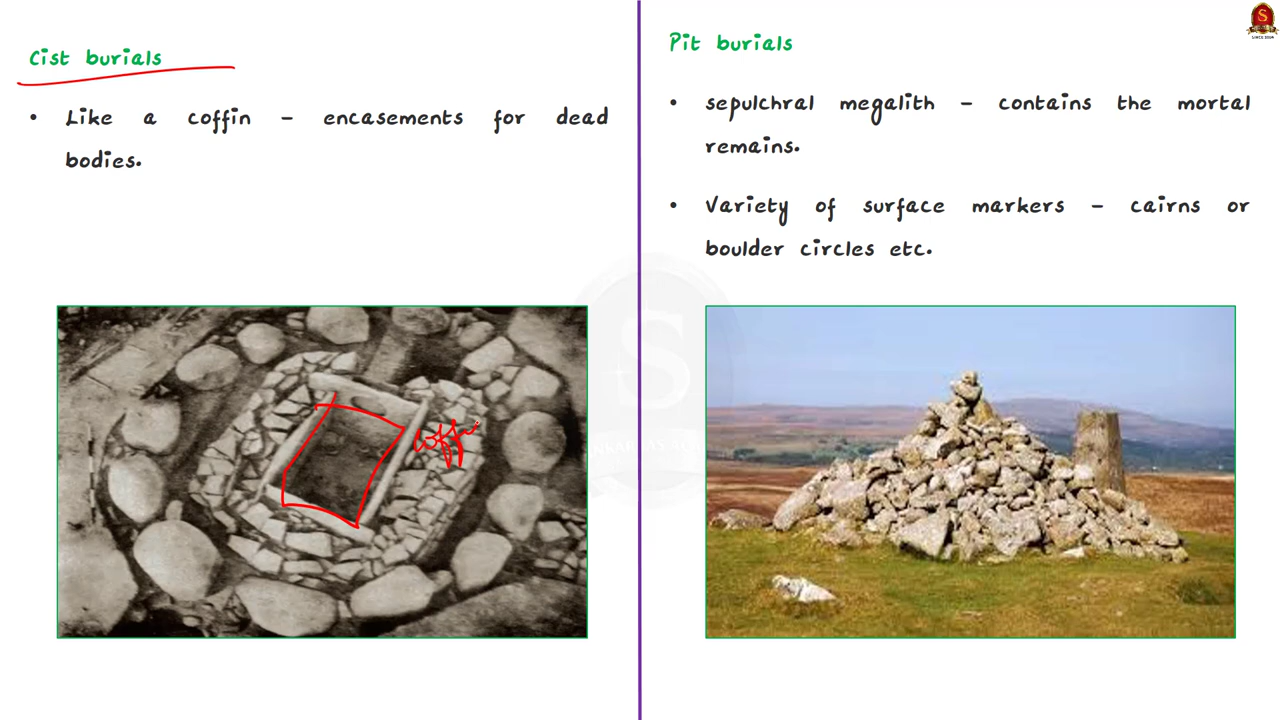 Cist burials
• Like a coffin - encasements for dead
bodies.
coffi
Pit burials
• sepulchral megalith - contains the mortal
remains.
• Variety of surface markers - cairns or
boulder circles etc.
S